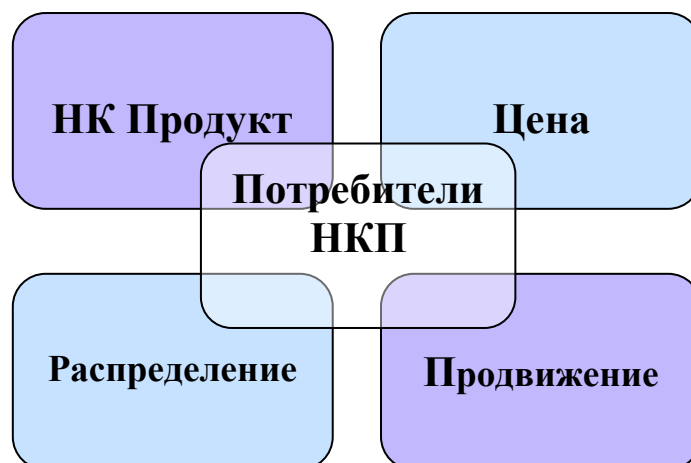 НК Продукт
Цена
Потребители
НКП
Распределение
Продвижение